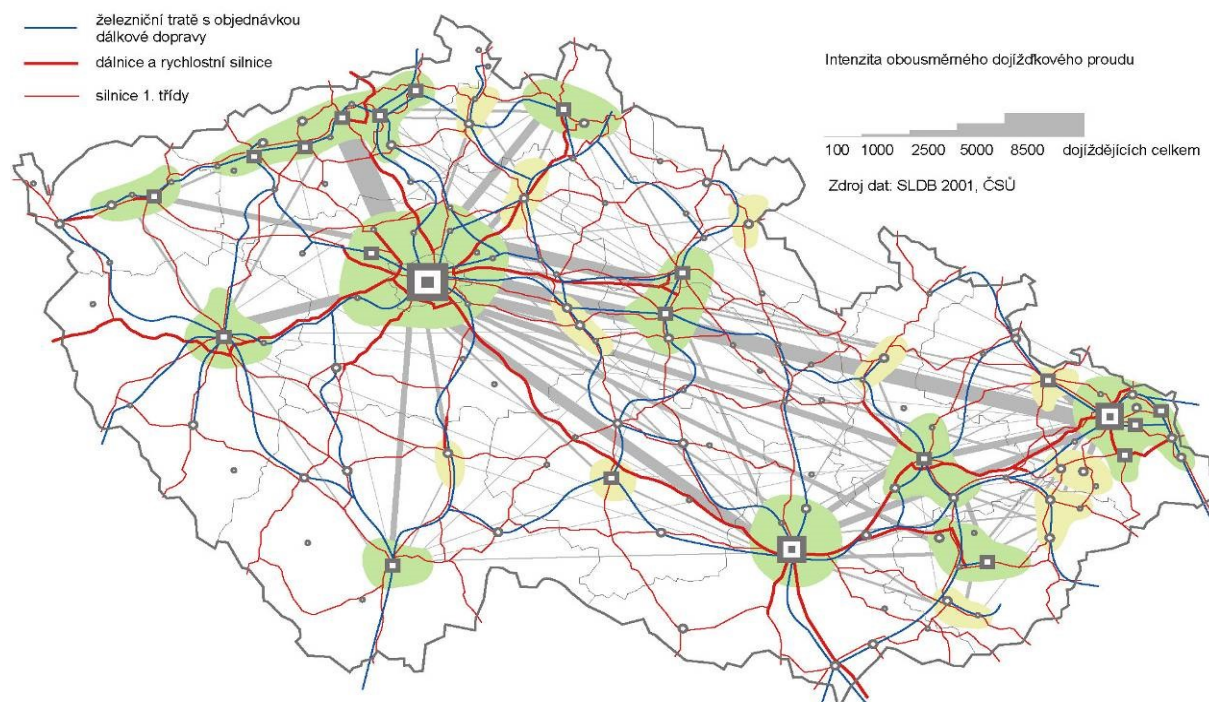 železniční tratě s objednávkou
dálkové dopravy
dálnice a rychlostní silnice
silnice 1. třídy
Intenzita obousměrného dojížďkového proudu
100 1000 2500 5000 8500 dojíždějících celkem
Zdroj dat: SLDB 2001, ČSÚ